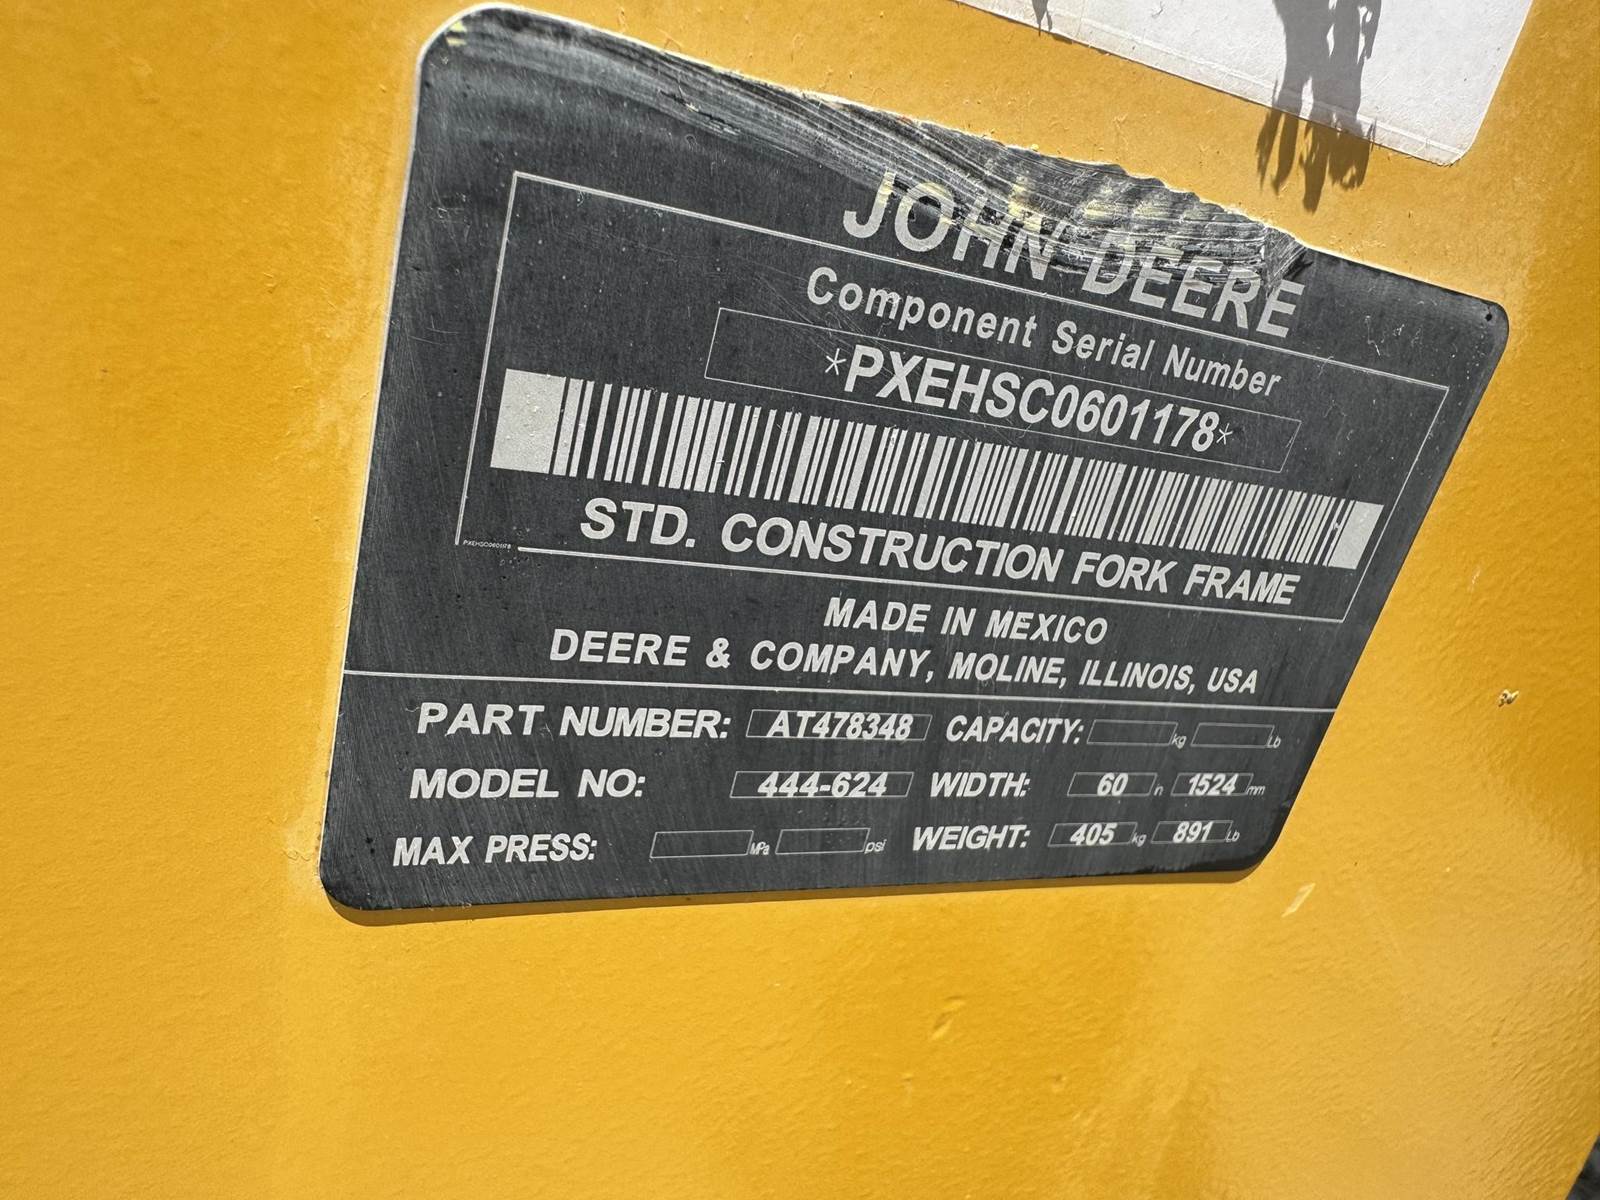 JOHN DEERE
Component Serial Number
*PXEHSC0601178*
PXEHSC0601178
STD. CONSTRUCTION FORK FRAME
MADE IN MEXICO
DEERE & COMPANY, MOLINE, ILLINOIS, USA
PART NUMBER: AT478348 CAPACITY: kg Lb
MODEL NO: 444-624 WIDTH: 60 in 1524 mm
MAX PRESS: MPa psi WEIGHT: 405 kg 891 Lb